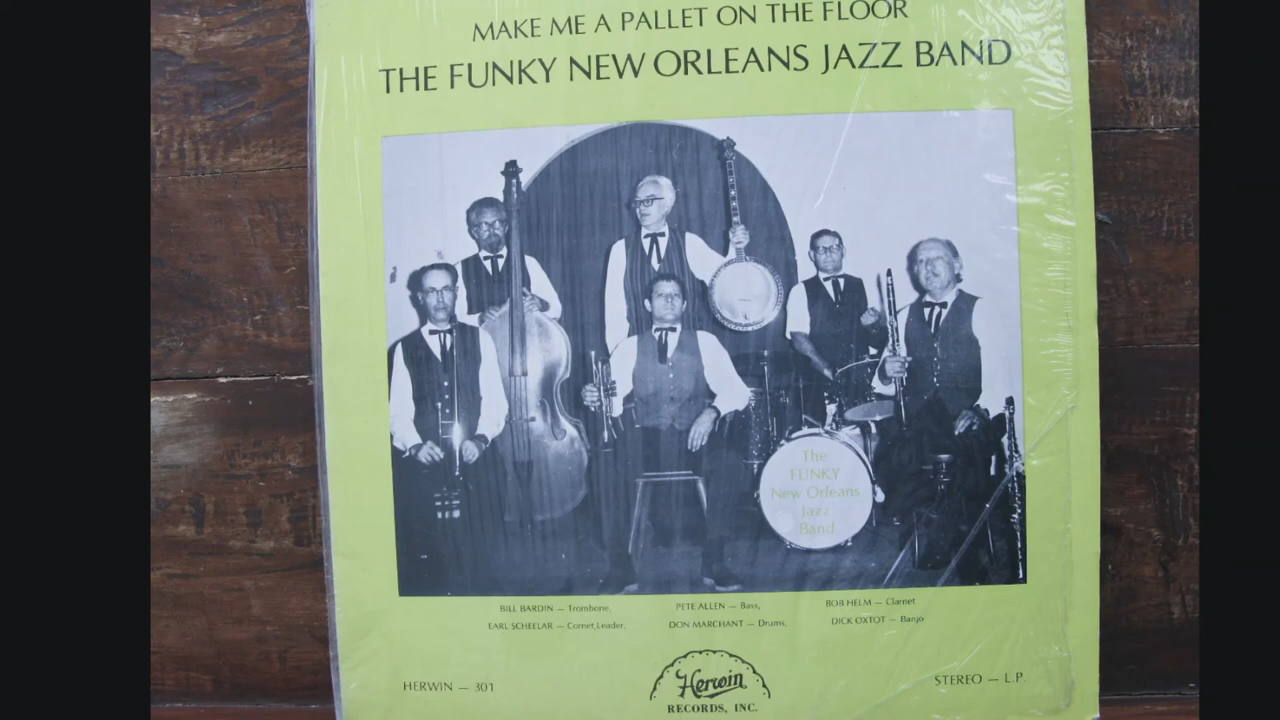 MAKE ME A PALLET ON THE FLOOR
THE FUNKY NEW ORLEANS JAZZ BAND
The
FUNKY
New Orleans
Jazz
Band
BILL BARDIN — Trombone, PETE ALLEN — Bass, BOB HELM — Clarnet
EARL SCHEELAR — Cornet,Leader, DON MARCHANT — Drums, DICK OXTOT — Banjo
HERWIN — 301
Herwin
RECORDS, INC.
STEREO — L.P.